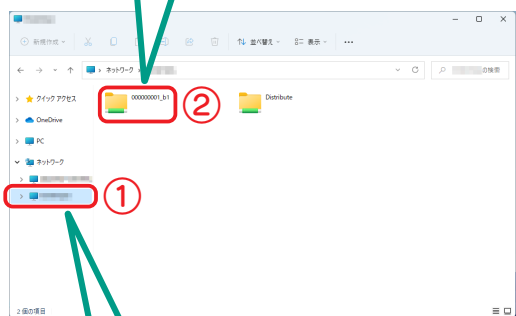 新規作成
並べ替え
表示
ネットワーク
の検索
クイック アクセス
OneDrive
PC
ネットワーク
①
000000001_b1
②
Distribute
2 個の項目